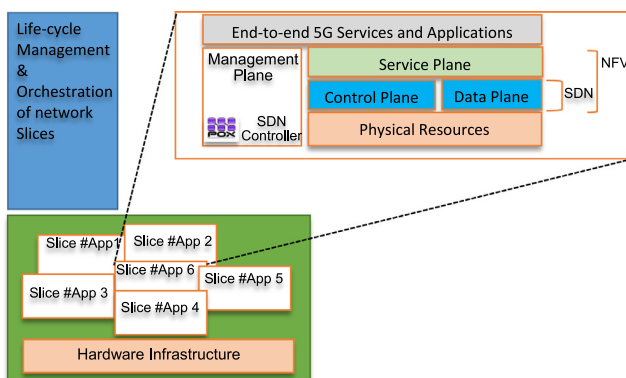 Life-cycle
Management
&
Orchestration
of network
Slices
End-to-end 5G Services and Applications
Management
Plane
Service Plane
NFV
Control Plane
Data Plane
SDN
POX
SDN
Controller
Physical Resources
Slice #App1
Slice #App 2
Slice #App 6
Slice #App 3
Slice #App 5
Slice #App 4
Hardware Infrastructure